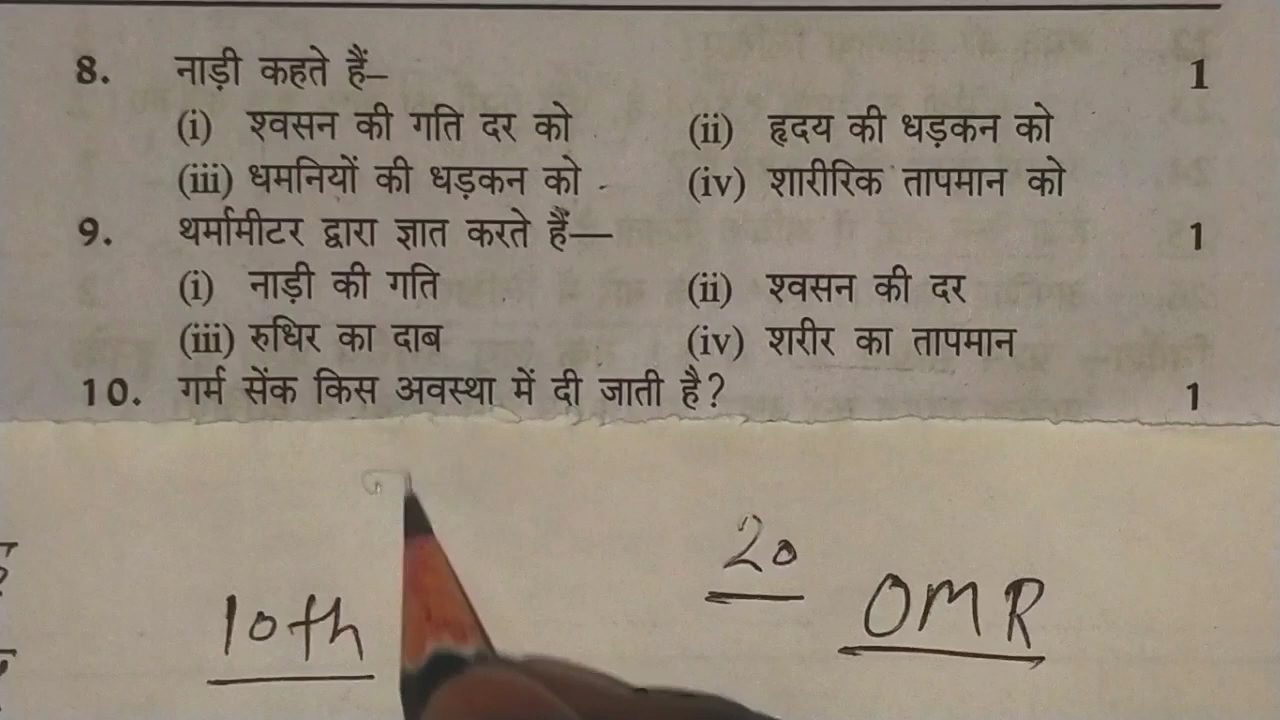 8. नाड़ी कहते हैं– 1
(i) श्वसन की गति दर को (ii) हृदय की धड़कन को
(iii) धमनियों की धड़कन को (iv) शारीरिक तापमान को
9. थर्मामीटर द्वारा ज्ञात करते हैं— 1
(i) नाड़ी की गति (ii) श्वसन की दर
(iii) रुधिर का दाब (iv) शरीर का तापमान
10. गर्म सेंक किस अवस्था में दी जाती है? 1
20
10th OMR